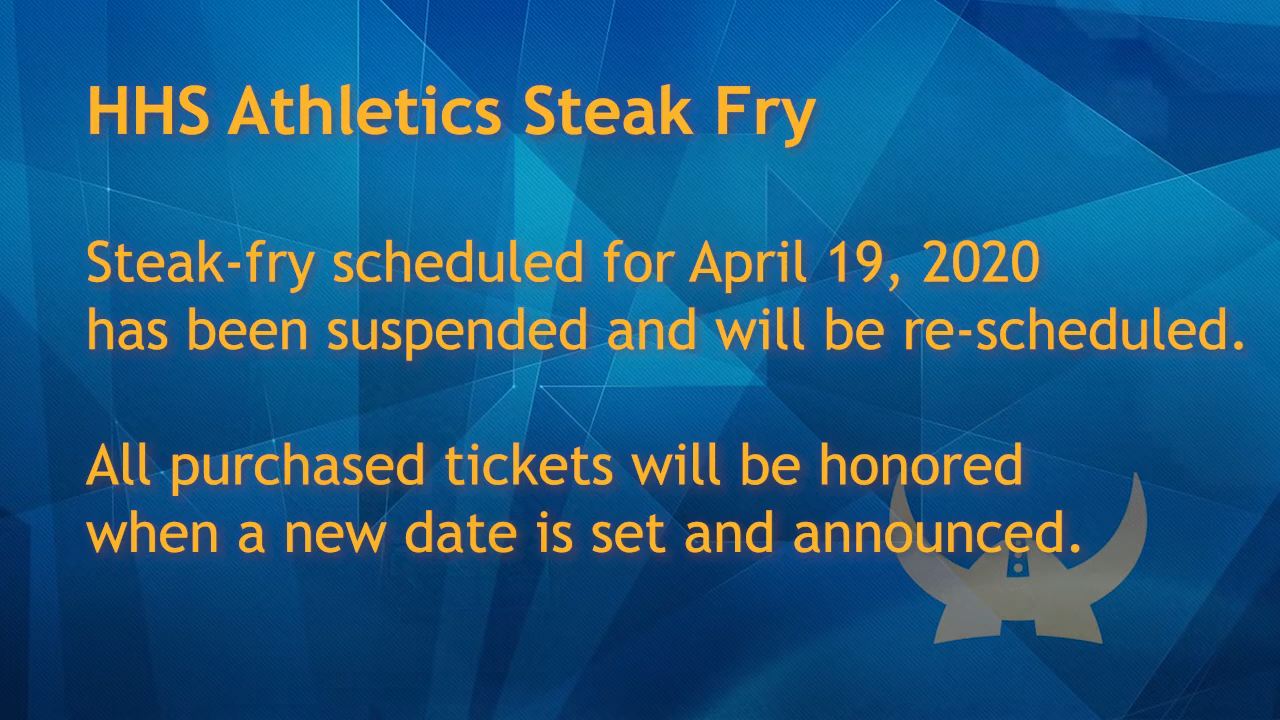 HHS Athletics Steak Fry
Steak-fry scheduled for April 19, 2020
has been suspended and will be re-scheduled.
All purchased tickets will be honored
when a new date is set and announced.